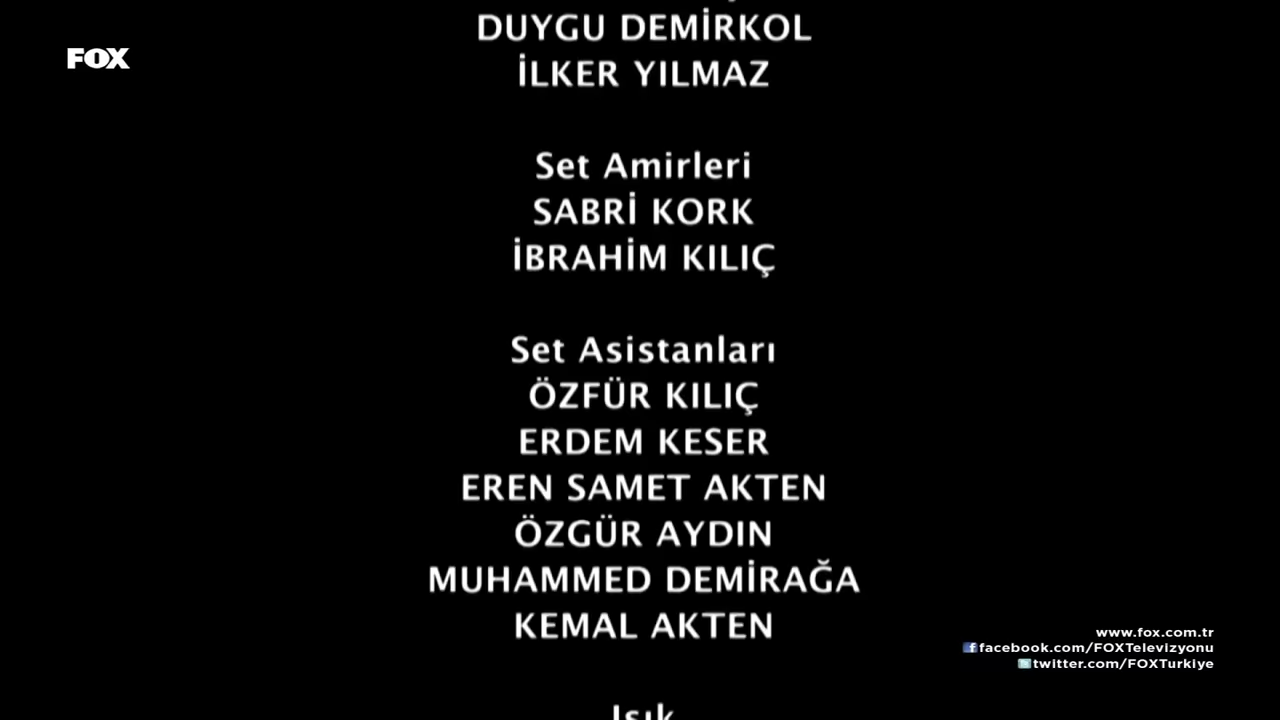 DUYGU DEMİRKOL
FOX
İLKER YILMAZ
Set Amirleri
SABRİ KORK
İBRAHİM KILIÇ
Set Asistanları
ÖZFÜR KILIÇ
ERDEM KESER
EREN SAMET AKTEN
ÖZGÜR AYDIN
MUHAMMED DEMİRAĞA
KEMAL AKTEN
www.fox.com.tr
facebook.com/FOXTelevizyonu
twitter.com/FOXTurkiye
Işık